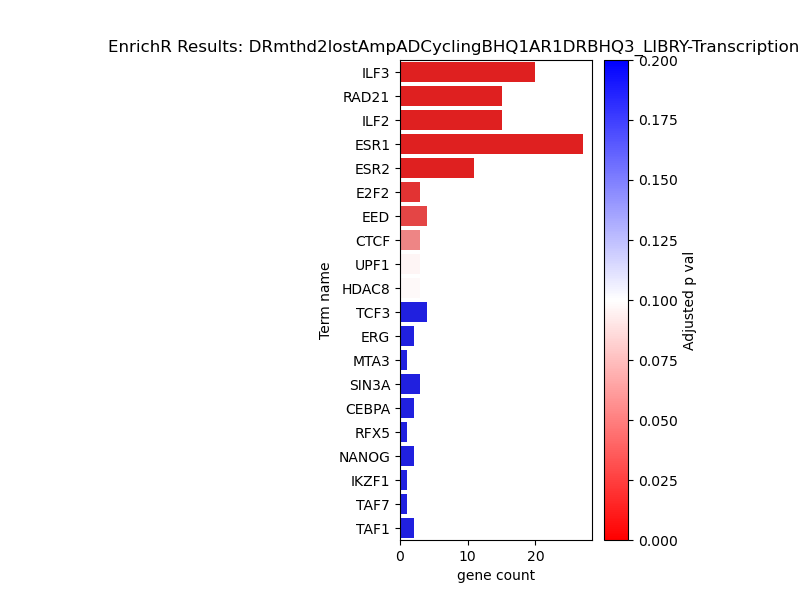 EnrichR Results: DRmthd2lostAmpADCyclingBHQ1AR1DRBHQ3_LIBRY-Transcription
ILF3
RAD21
ILF2
ESR1
ESR2
E2F2
EED
CTCF
UPF1
HDAC8
TCF3
ERG
MTA3
SIN3A
CEBPA
RFX5
NANOG
IKZF1
TAF7
TAF1
Term name
0 10 20
gene count
0.200
0.175
0.150
0.125
0.100
0.075
0.050
0.025
0.000
Adjusted p val